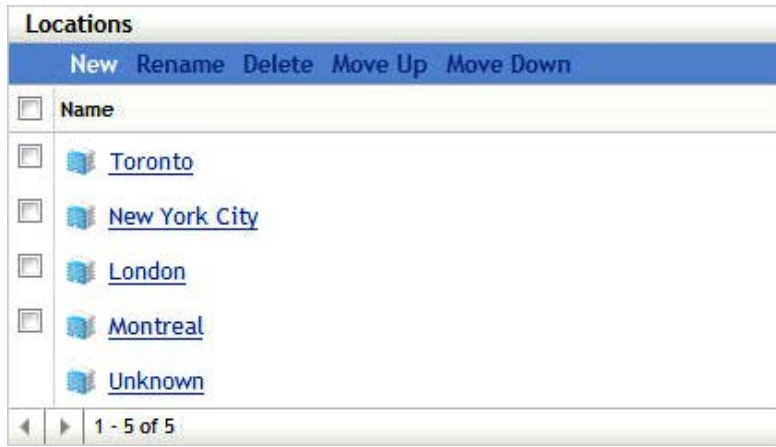 Locations
New Rename Delete Move Up Move Down
Name
Toronto
New York City
London
Montreal
Unknown
1 - 5 of 5